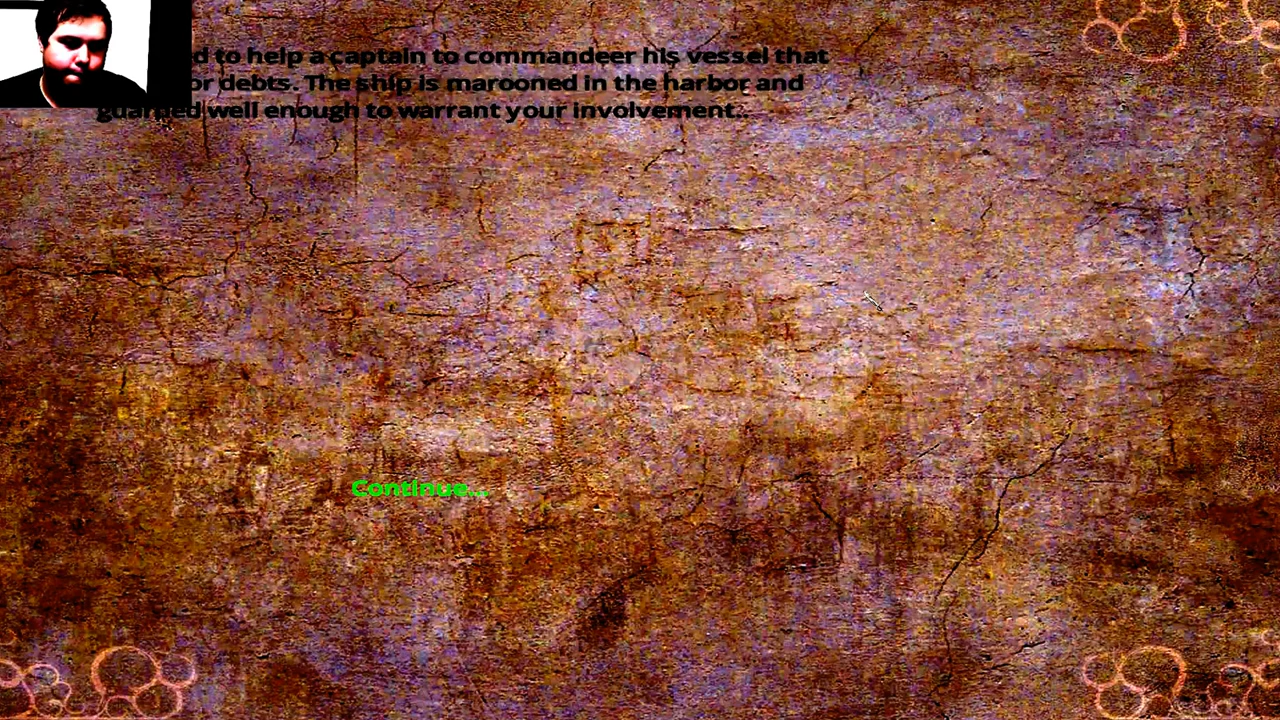 d to help a captain to commandeer his vessel that
or debts. The ship is marooned in the harbor and
guarded well enough to warrant your involvement..
Continue...